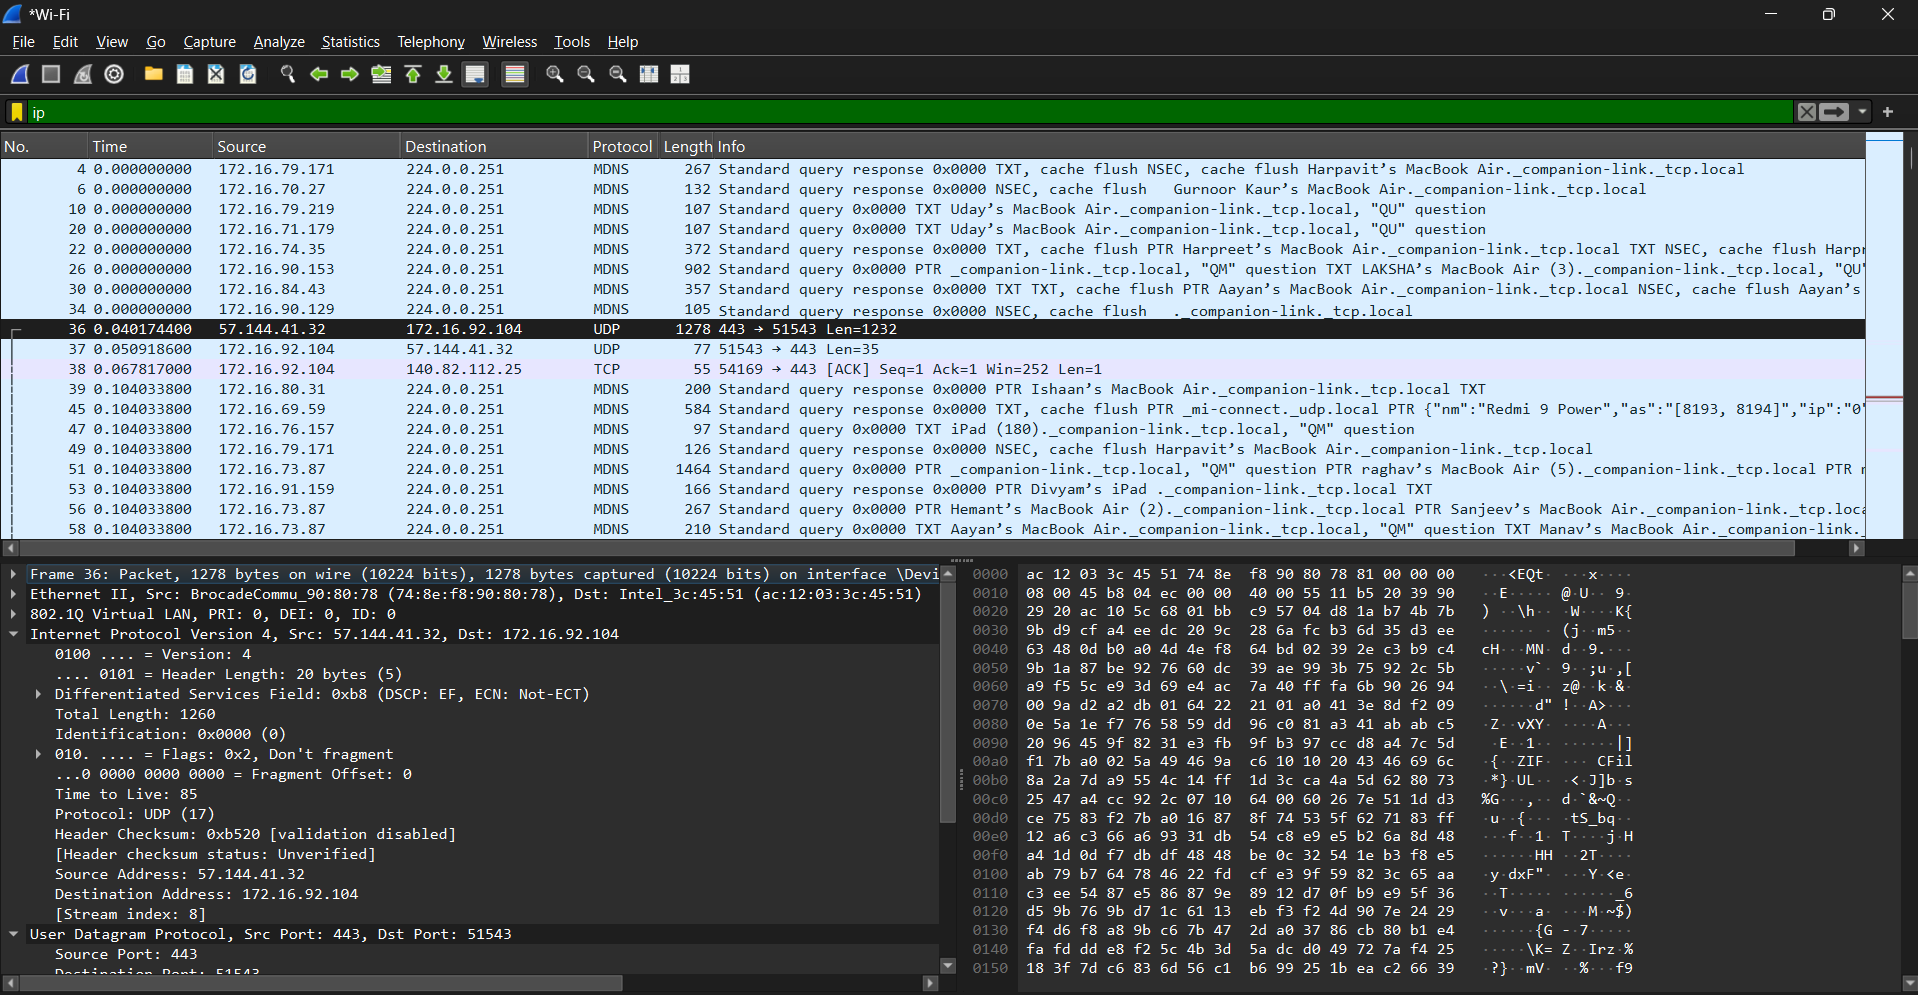 *Wi-Fi
File Edit View Go Capture Analyze Statistics Telephony Wireless Tools Help
ip
No. Time Source Destination Protocol Length Info
4 0.000000000 172.16.79.171 224.0.0.251 MDNS 267 Standard query response 0x0000 TXT, cache flush NSEC, cache flush Harpavit’s MacBook Air._companion-link._tcp.local
6 0.000000000 172.16.70.27 224.0.0.251 MDNS 132 Standard query response 0x0000 NSEC, cache flush Gurnoor Kaur’s MacBook Air._companion-link._tcp.local
10 0.000000000 172.16.79.219 224.0.0.251 MDNS 107 Standard query 0x0000 TXT Uday’s MacBook Air._companion-link._tcp.local, "QU" question
20 0.000000000 172.16.71.179 224.0.0.251 MDNS 107 Standard query 0x0000 TXT Uday’s MacBook Air._companion-link._tcp.local, "QU" question
22 0.000000000 172.16.74.35 224.0.0.251 MDNS 372 Standard query response 0x0000 TXT, cache flush PTR Harpreet’s MacBook Air._companion-link._tcp.local TXT NSEC, cache flush Harpr
26 0.000000000 172.16.90.153 224.0.0.251 MDNS 902 Standard query 0x0000 PTR _companion-link._tcp.local, "QM" question TXT LAKSHA’s MacBook Air (3)._companion-link._tcp.local, "QU"
30 0.000000000 172.16.84.43 224.0.0.251 MDNS 357 Standard query response 0x0000 TXT TXT, cache flush PTR Aayan’s MacBook Air._companion-link._tcp.local NSEC, cache flush Aayan’s
34 0.000000000 172.16.90.129 224.0.0.251 MDNS 105 Standard query response 0x0000 NSEC, cache flush ._companion-link._tcp.local
36 0.040174400 57.144.41.32 172.16.92.104 UDP 1278 443 → 51543 Len=1232
37 0.050918600 172.16.92.104 57.144.41.32 UDP 77 51543 → 443 Len=35
38 0.067817000 172.16.92.104 140.82.112.25 TCP 55 54169 → 443 [ACK] Seq=1 Ack=1 Win=252 Len=1
39 0.104033800 172.16.80.31 224.0.0.251 MDNS 200 Standard query response 0x0000 PTR Ishaan’s MacBook Air._companion-link._tcp.local TXT
45 0.104033800 172.16.69.59 224.0.0.251 MDNS 584 Standard query response 0x0000 TXT, cache flush PTR _mi-connect._udp.local PTR {"nm":"Redmi 9 Power","as":"[8193, 8194]","ip":"0"
47 0.104033800 172.16.76.157 224.0.0.251 MDNS 97 Standard query 0x0000 TXT iPad (180)._companion-link._tcp.local, "QM" question
49 0.104033800 172.16.79.171 224.0.0.251 MDNS 126 Standard query response 0x0000 NSEC, cache flush Harpavit’s MacBook Air._companion-link._tcp.local
51 0.104033800 172.16.73.87 224.0.0.251 MDNS 1464 Standard query 0x0000 PTR _companion-link._tcp.local, "QM" question PTR raghav’s MacBook Air (5)._companion-link._tcp.local PTR r
53 0.104033800 172.16.91.159 224.0.0.251 MDNS 166 Standard query response 0x0000 PTR Divyam’s iPad ._companion-link._tcp.local TXT
56 0.104033800 172.16.73.87 224.0.0.251 MDNS 267 Standard query response 0x0000 PTR Hemant’s MacBook Air (2)._companion-link._tcp.local PTR Sanjeev’s MacBook Air._companion-link._tcp.loca
58 0.104033800 172.16.73.87 224.0.0.251 MDNS 210 Standard query 0x0000 TXT Aayan’s MacBook Air._companion-link._tcp.local, "QM" question TXT Manav’s MacBook Air._companion-link._
Frame 36: Packet, 1278 bytes on wire (10224 bits), 1278 bytes captured (10224 bits) on interface \Devi
Ethernet II, Src: BrocadeCommu_90:80:78 (74:8e:f8:90:80:78), Dst: Intel_3c:45:51 (ac:12:03:3c:45:51)
802.1Q Virtual LAN, PRI: 0, DEI: 0, ID: 0
Internet Protocol Version 4, Src: 57.144.41.32, Dst: 172.16.92.104
0100 .... = Version: 4
.... 0101 = Header Length: 20 bytes (5)
Differentiated Services Field: 0xb8 (DSCP: EF, ECN: Not-ECT)
Total Length: 1260
Identification: 0x0000 (0)
010. .... = Flags: 0x2, Don't fragment
...0 0000 0000 0000 = Fragment Offset: 0
Time to Live: 85
Protocol: UDP (17)
Header Checksum: 0xb520 [validation disabled]
[Header checksum status: Unverified]
Source Address: 57.144.41.32
Destination Address: 172.16.92.104
[Stream index: 8]
User Datagram Protocol, Src Port: 443, Dst Port: 51543
Source Port: 443
Destination Port: 51543
0000 ac 12 03 3c 45 51 74 8e f8 90 80 78 81 00 00 00 ···<EQt· ···x····
0010 08 00 45 b8 04 ec 00 00 40 00 55 11 b5 20 39 90 ··E····· @·U·· 9·
0020 29 20 ac 10 5c 68 01 bb c9 57 04 d8 1a b7 4b 7b ) ··\h·· ·W····K{
0030 9b d9 cf a4 ee dc 20 9c 28 6a fc b3 6d 35 d3 ee ······ · (j··m5··
0040 63 48 0d b0 a0 4d 4e f8 64 bd 02 39 2e c3 b9 c4 cH···MN· d··9.···
0050 9b 1a 87 be 92 76 60 dc 39 ae 99 3b 75 92 2c 5b ·····v`· 9··;u·,[
0060 a9 f5 5c e9 3d 69 e4 ac 7a 40 ff fa 6b 90 26 94 ··\·=i·· z@··k·&·
0070 00 9a d2 a2 db 01 64 22 21 01 a0 41 3e 8d f2 09 ······d" !··A>···
0080 0e 5a 1e f7 76 58 59 dd 96 c0 81 a3 41 ab ab c5 ·Z··vXY· ····A···
0090 20 96 45 9f 82 31 e3 fb 9f b3 97 cc d8 a4 7c 5d ·E··1·· ······|]
00a0 f1 7b a0 02 5a 49 46 9a c6 10 10 20 43 46 69 6c ·{··ZIF· ··· CFil
00b0 8a 2a 7d a9 55 4c 14 ff 1d 3c ca 4a 5d 62 80 73 ·*}·UL·· ·<·J]b·s
00c0 25 47 a4 cc 92 2c 07 10 64 00 60 26 7e 51 1d d3 %G···,·· d·`&~Q··
00d0 ce 75 83 f2 7b a0 16 87 8f 74 53 5f 62 71 83 ff ·u··{··· ·tS_bq··
00e0 12 a6 c3 66 a6 93 31 db 54 c8 e9 e5 b2 6a 8d 48 ···f··1· T····j·H
00f0 a4 1d 0d f7 db df 48 48 be 0c 32 54 1e b3 f8 e5 ······HH ··2T····
0100 ab 79 b7 64 78 46 22 fd cf e3 9f 59 82 3c 65 aa ·y·dxF"· ···Y·<e·
0110 c3 ee 54 87 e5 86 87 9e 89 12 d7 0f b9 e9 5f 36 ··T····· ······_6
0120 d5 9b 76 9b d7 1c 61 13 eb f3 f2 4d 90 7e 24 29 ··v···a· ···M·~$)
0130 f4 d6 f8 a8 9b c6 7b 47 2d a0 37 86 cb 80 b1 e4 ······{G -·7·····
0140 fa fd dd e8 f2 5c 4b 3d 5a dc d0 49 72 7a f4 25 ·····\K= Z··Irz·%
0150 18 3f 7d c6 83 6d 56 c1 b6 99 25 1b ea c2 66 39 ·?}··mV· ··%···f9